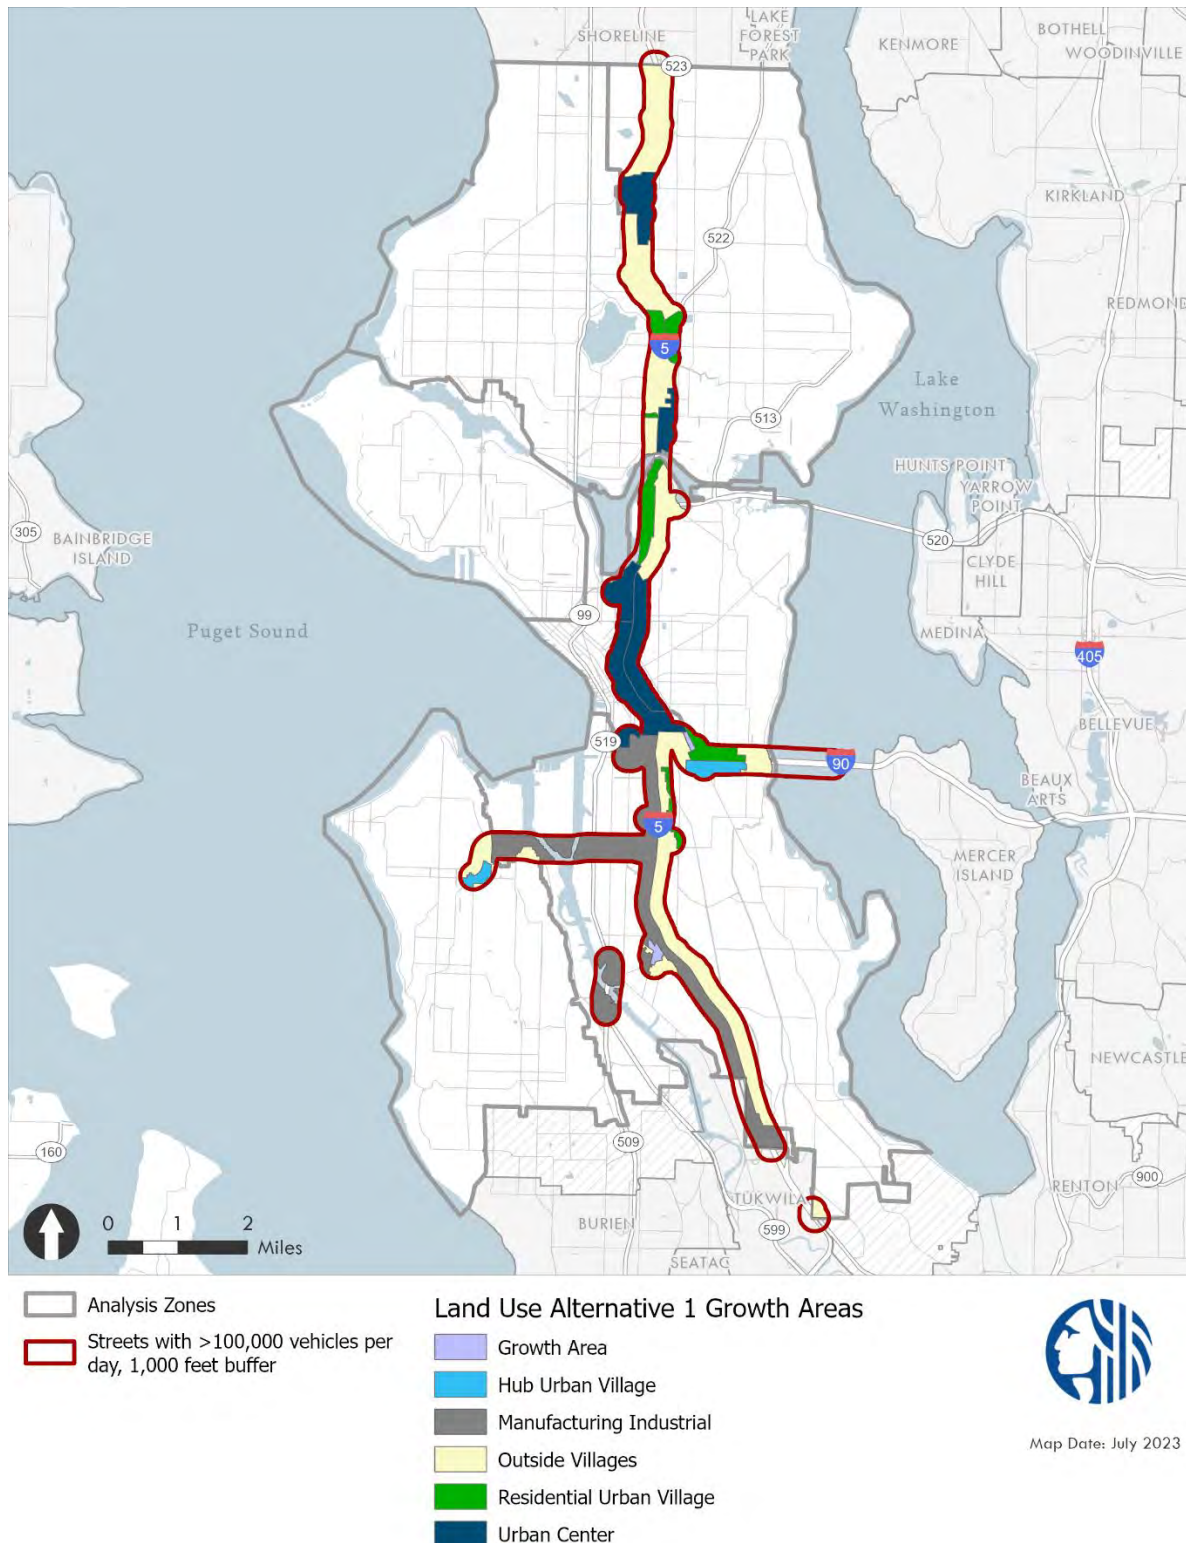 SHORELINE
LAKE
FOREST
PARK
KENMORE
BOTHELL
WOODINVILLE
523
KIRKLAND
522
REDMOND
5
Lake
Washington
513
HUNTS POINT
YARROW
POINT
305
BAINBRIDGE
ISLAND
520
CLYDE
HILL
99
Puget Sound
MEDINA
405
BELLEVUE
519
90
BEAUX
ARTS
5
MERCER
ISLAND
NEWCASTLE
509
160
900
RENTON
TUKWILA
BURIEN
599
SEATAC
0 1 2
Miles
Analysis Zones
Streets with >100,000 vehicles per
day, 1,000 feet buffer
Land Use Alternative 1 Growth Areas
Growth Area
Hub Urban Village
Manufacturing Industrial
Outside Villages
Residential Urban Village
Urban Center
Map Date: July 2023